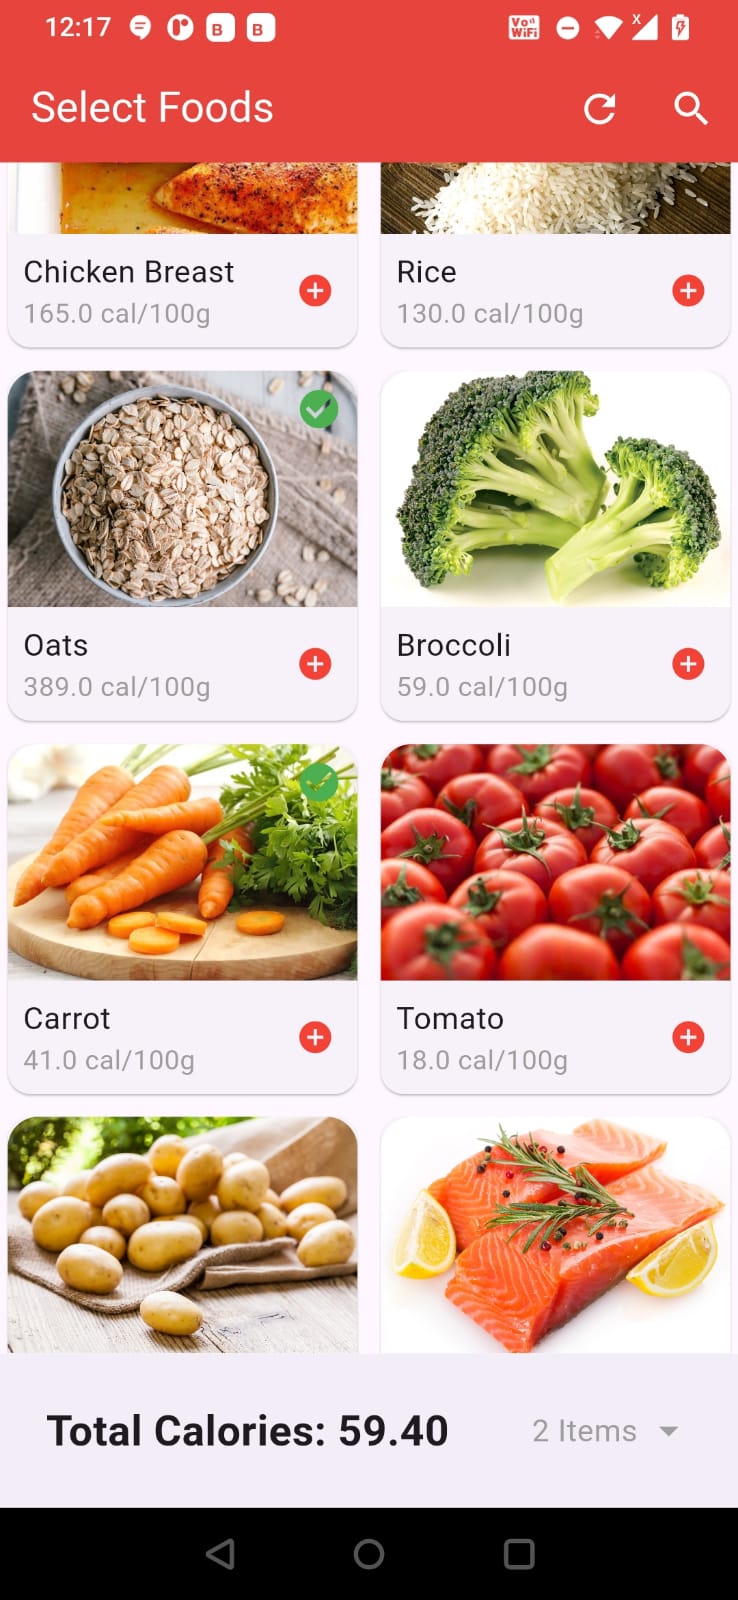 12:17
B B Vo)) WiFi X
Select Foods
Chicken Breast
165.0 cal/100g
Rice
130.0 cal/100g
Oats
389.0 cal/100g
Broccoli
59.0 cal/100g
Carrot
41.0 cal/100g
Tomato
18.0 cal/100g
Total Calories: 59.40
2 Items